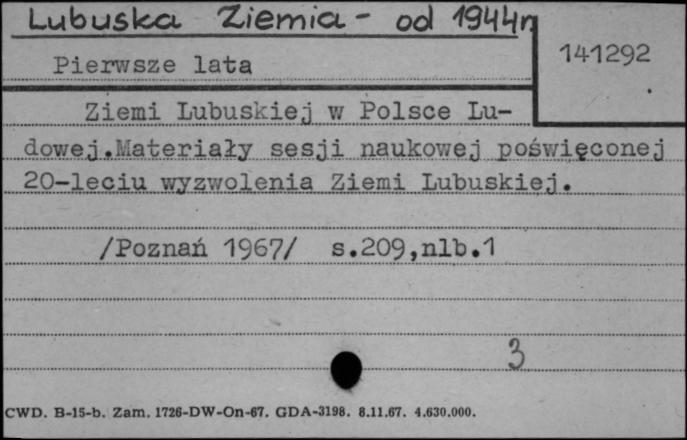 Lubuska Ziemia - od 1944r
141292
Pierwsze lata
Ziemi Lubuskiej w Polsce Lu-
dowej.Materiały sesji naukowej poświęconej
20-leciu wyzwolenia Ziemi Lubuskiej.
/Poznań 1967/ s.209,nlb.1
3
CWD. B-15-b. Zam. 1726-DW-On-67. GDA-3198. 8.11.67. 4.630.000.